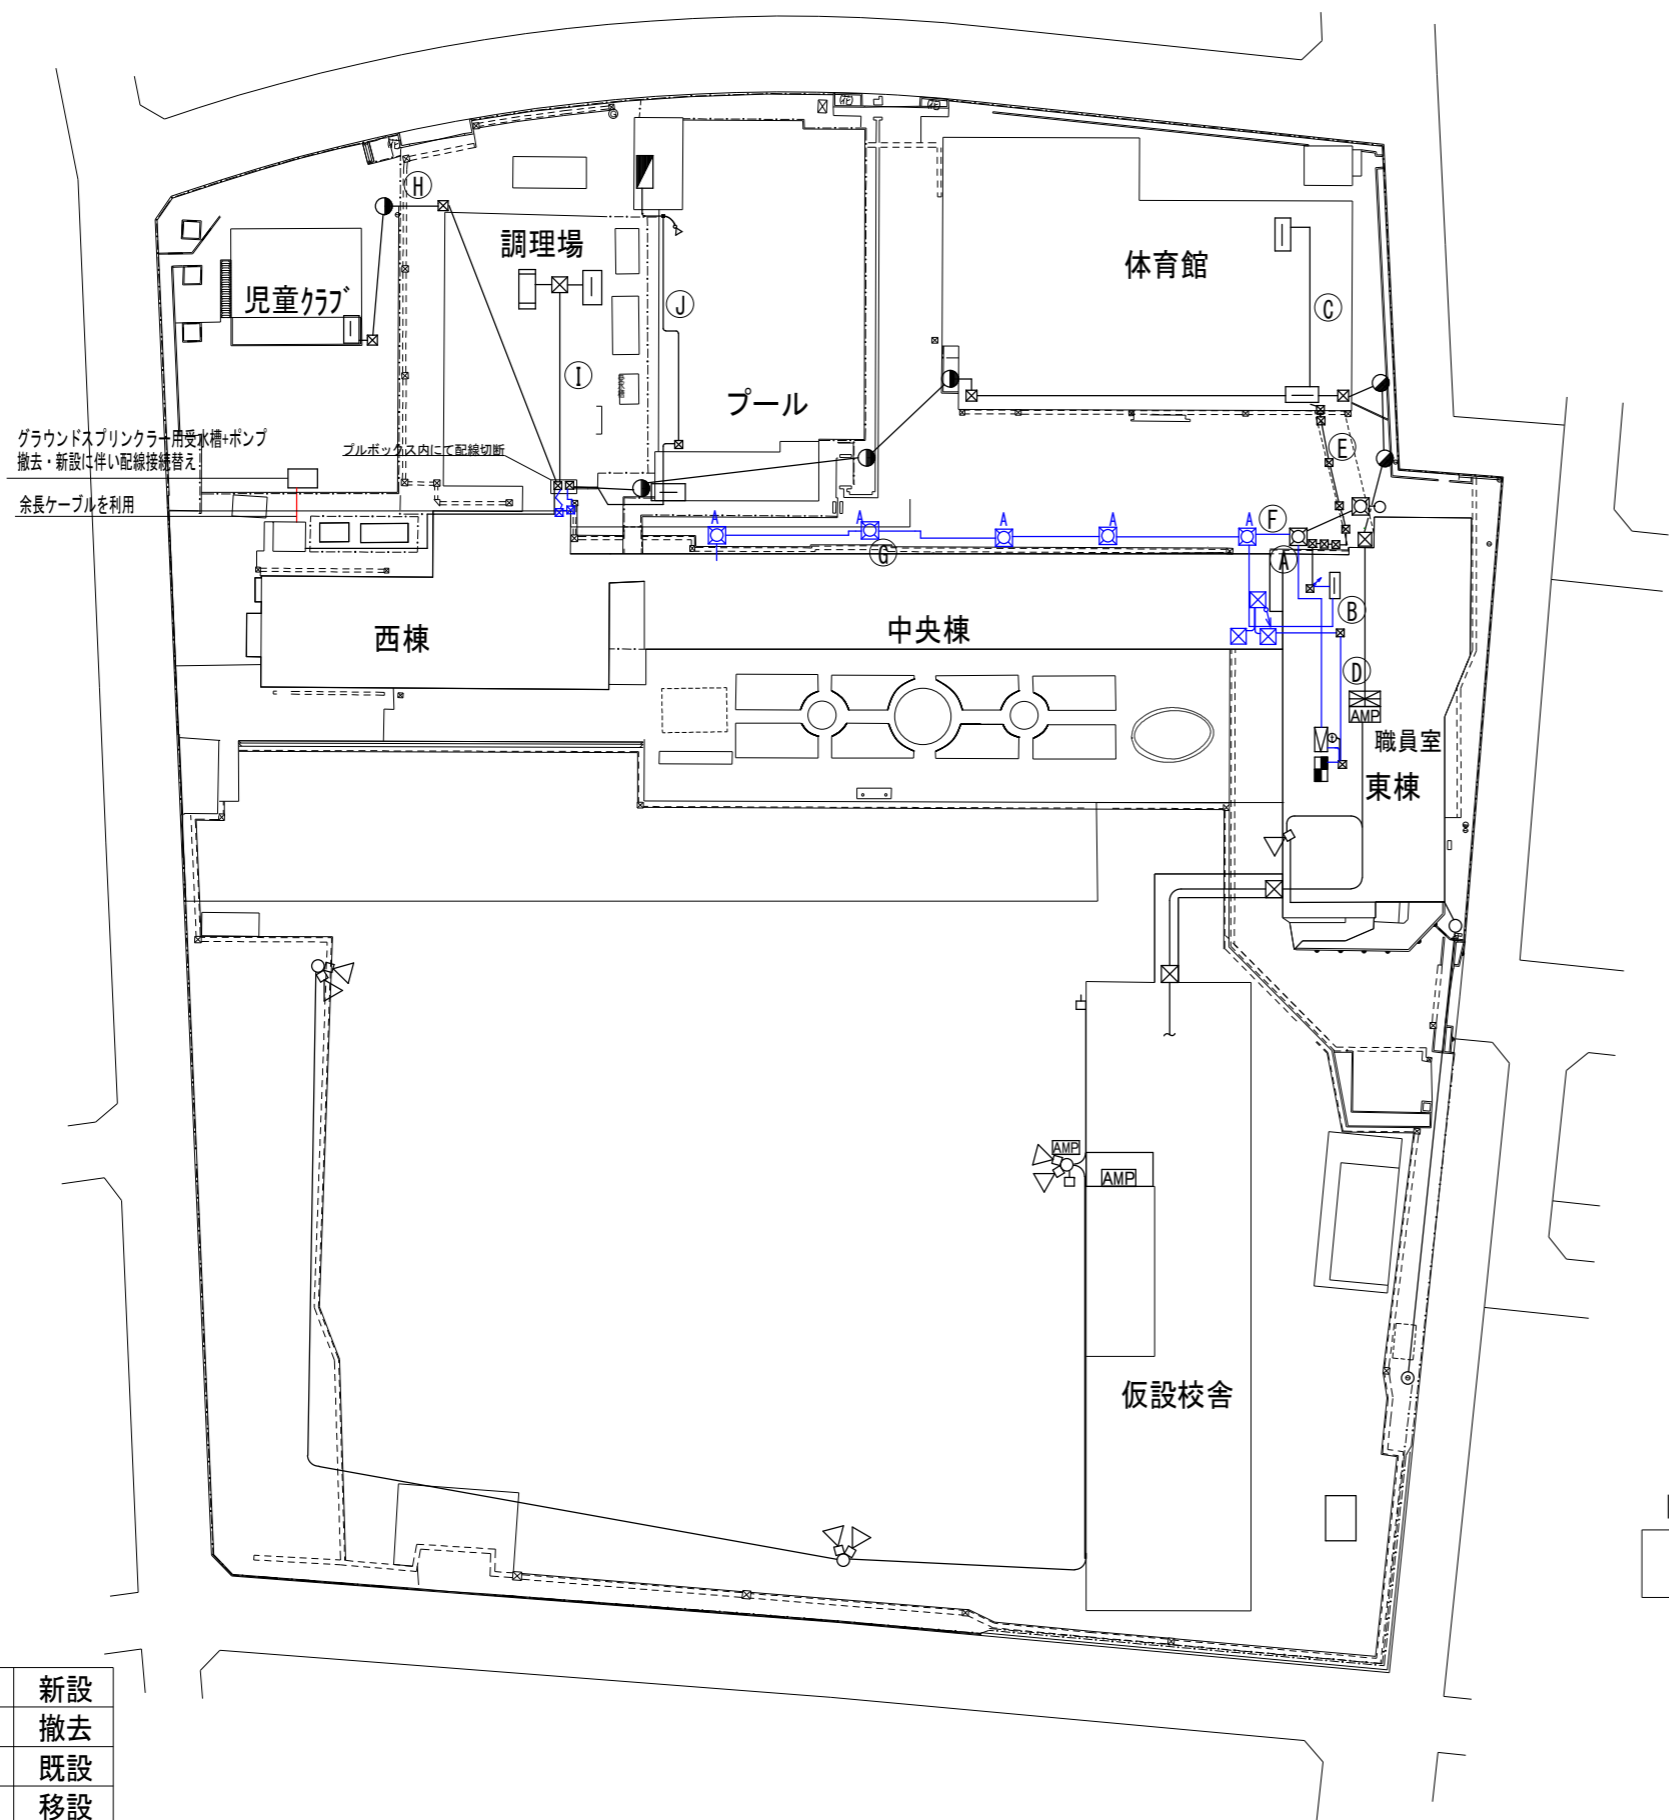 Ⓗ
調理場
体育館
児童ｸﾗﾌﾞ
Ⓙ
Ⓒ
Ⓘ
プール
グラウンドスプリンクラー用受水槽+ポンプ
撤去・新設に伴い配線接続替え
プルボックス内にて配線切断
Ⓔ
余長ケーブルを利用
A
A
A
A
A
Ⓕ
Ⓖ
Ⓐ
Ⓑ
西棟
中央棟
Ⓓ
AMP
職員室
東棟
AMP
AMP
仮設校舎
新設
撤去
既設
移設